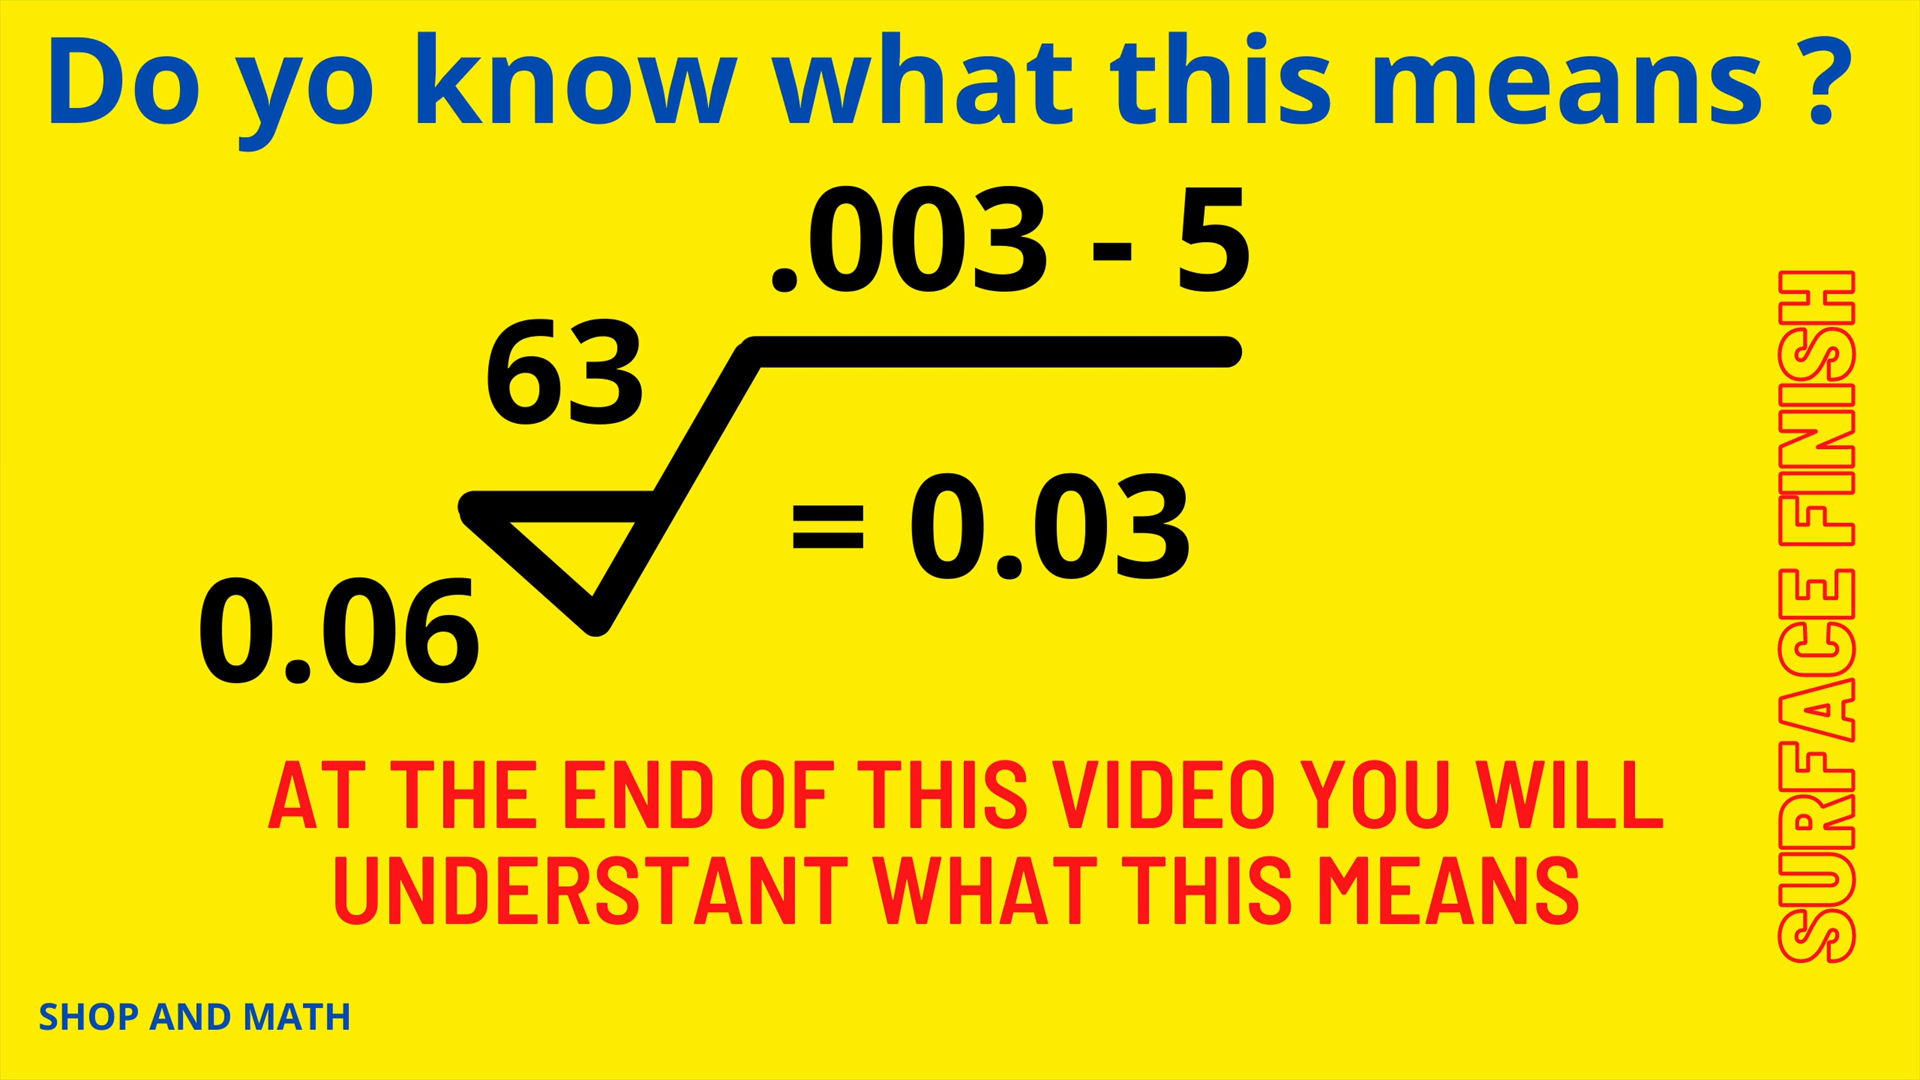 Do yo know what this means ?
.003 - 5
63
= 0.03
0.06
SURFACE FINISH
AT THE END OF THIS VIDEO YOU WILL
UNDERSTANT WHAT THIS MEANS
SHOP AND MATH